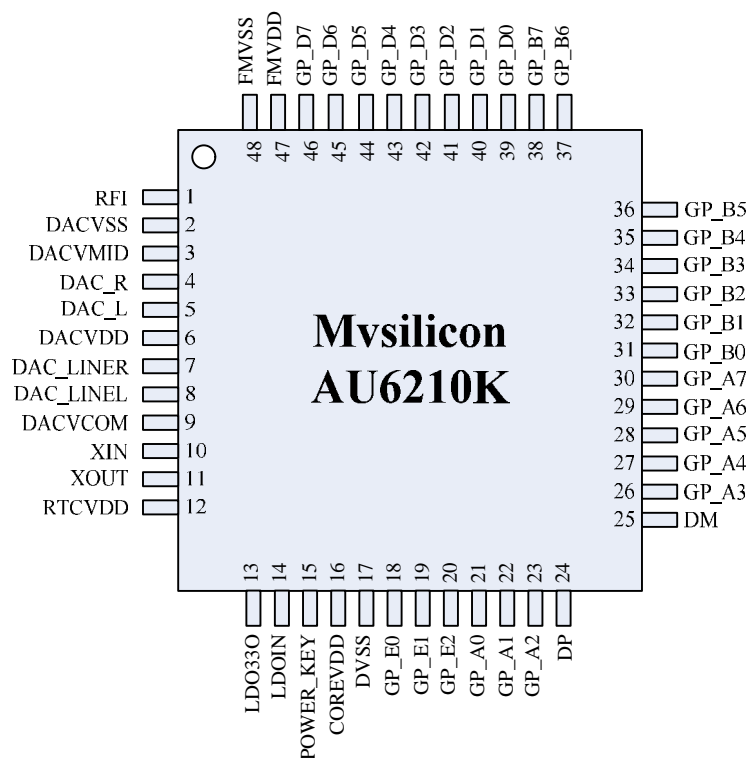 FMVSS
FMVDD
GP_D7
GP_D6
GP_D5
GP_D4
GP_D3
GP_D2
GP_D1
GP_D0
GP_B7
GP_B6
48
47
46
45
44
43
42
41
40
39
38
37
RFI 1
DACVSS 2
DACVMID 3
DAC_R 4
DAC_L 5
DACVDD 6
DAC_LINER 7
DAC_LINEL 8
DACVCOM 9
XIN 10
XOUT 11
RTCVDD 12
Mvsilicon
AU6210K
36 GP_B5
35 GP_B4
34 GP_B3
33 GP_B2
32 GP_B1
31 GP_B0
30 GP_A7
29 GP_A6
28 GP_A5
27 GP_A4
26 GP_A3
25 DM
13
14
15
16
17
18
19
20
21
22
23
24
LDO33O
LDOIN
POWER_KEY
COREVDD
DVSS
GP_E0
GP_E1
GP_E2
GP_A0
GP_A1
GP_A2
DP